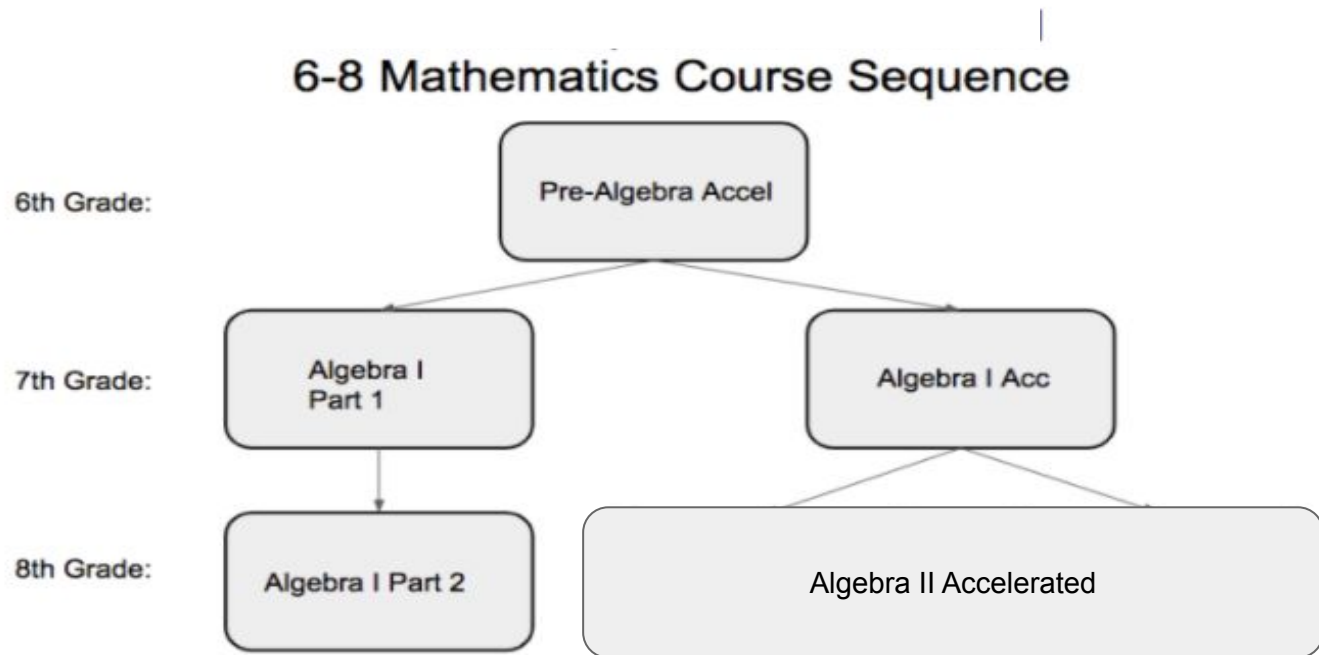 6-8 Mathematics Course Sequence
6th Grade:
Pre-Algebra Accel
7th Grade:
Algebra I
Part 1
Algebra I Acc
8th Grade:
Algebra I Part 2
Algebra II Accelerated